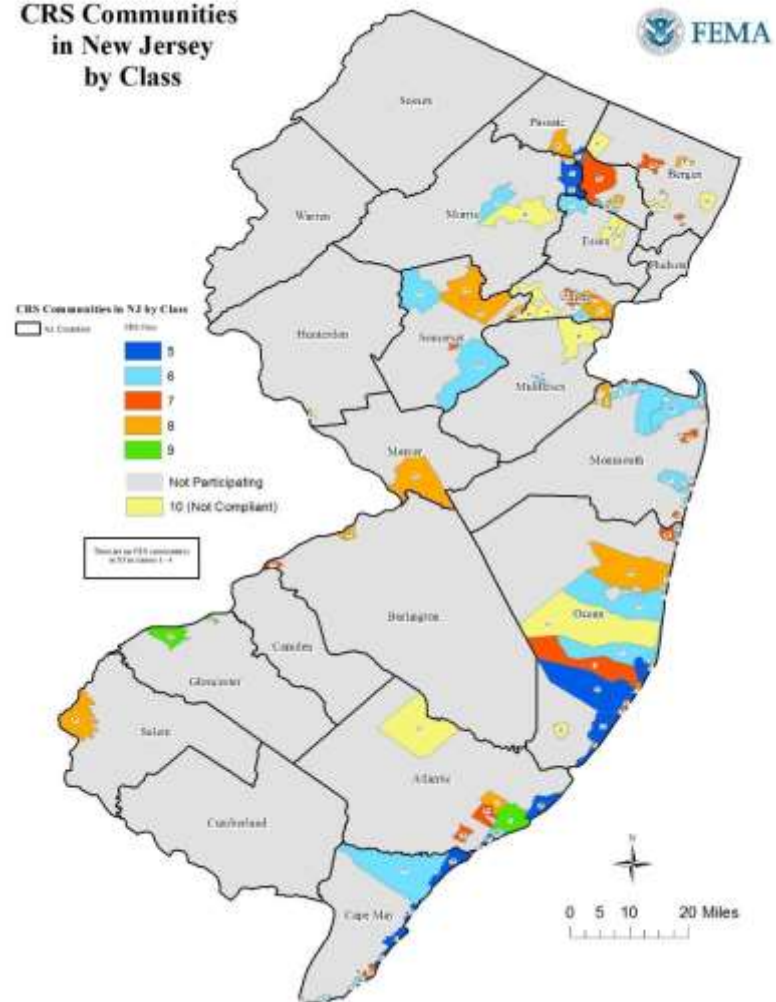 CRS Communities
in New Jersey
by Class
FEMA
Sussex
Passaic
Bergen
Warren
Morris
Essex
Hudson
CRS Communities in NJ by Class
Hunterdon
Somerset
Middlesex
5
6
7
8
9
Not Participating
10 (Not Compliant)
Mercer
Monmouth
Ocean
Burlington
Camden
Gloucester
Salem
Atlantic
Cumberland
Cape May
N
0 5 10 20 Miles